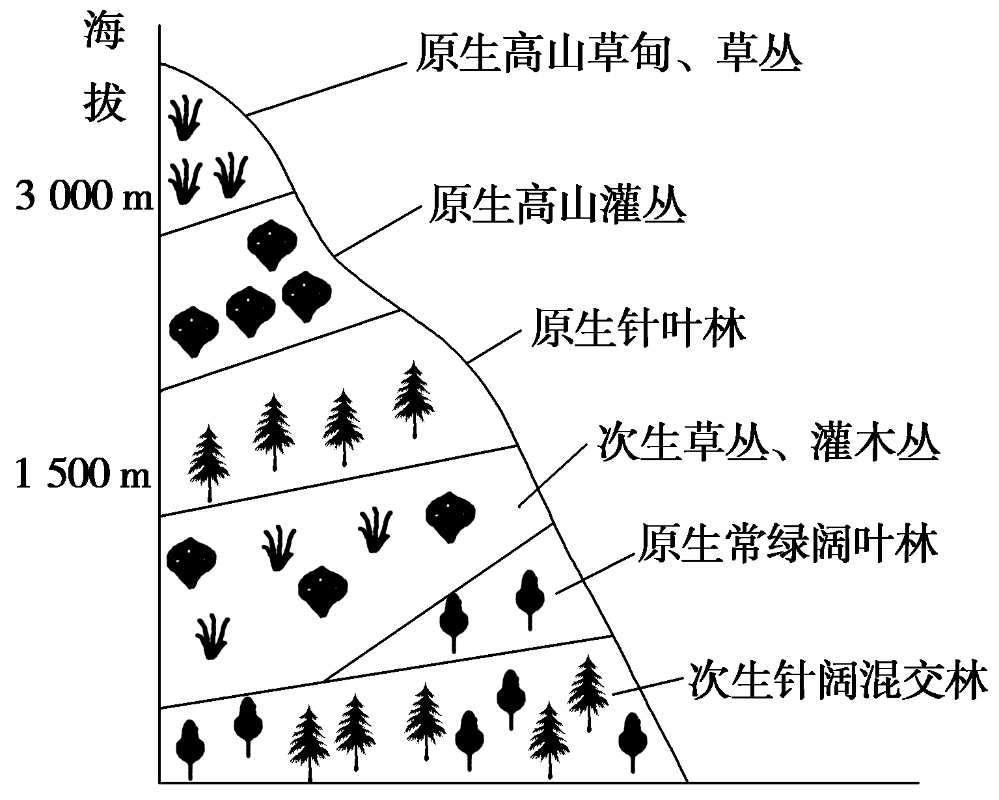 海拔
原生高山草甸、草丛
3 000 m
原生高山灌丛
原生针叶林
次生草丛、灌木丛
1 500 m
原生常绿阔叶林
次生针阔混交林